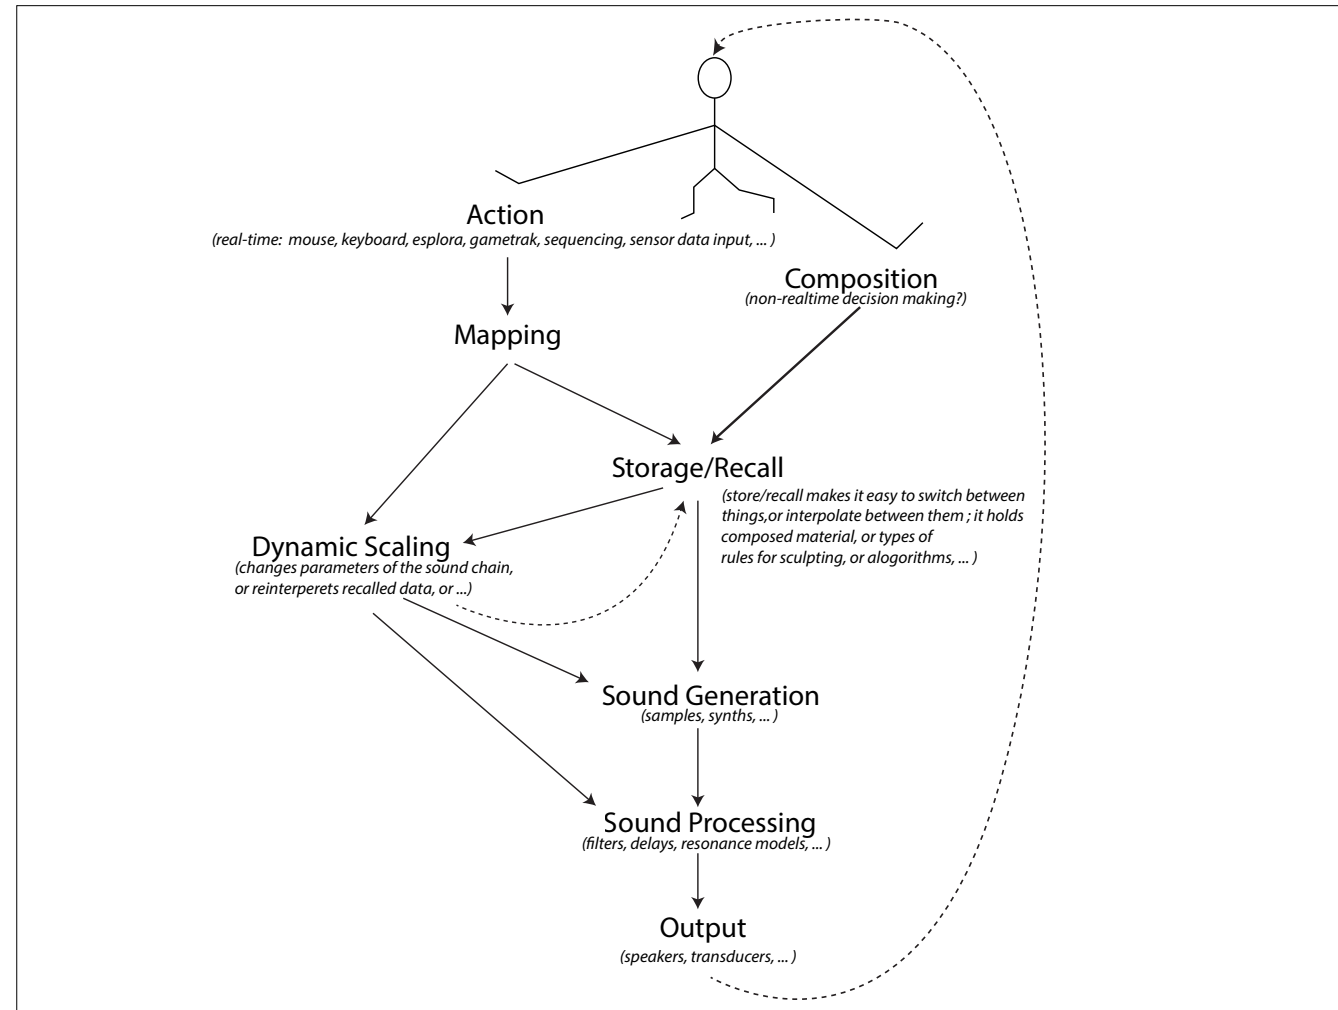 Action
(real-time:  mouse, keyboard, esplora, gametrak, sequencing, sensor data input, ... )
Composition
(non-realtime decision making?)
Mapping
Storage/Recall
(store/recall makes it easy to switch between
things,or interpolate between them ; it holds
composed material, or types of
rules for sculpting, or alogorithms, ... )
Dynamic Scaling
(changes parameters of the sound chain,
or reinterperets recalled data, or ...)
Sound Generation
(samples, synths, ... )
Sound Processing
(filters, delays, resonance models, ... )
Output
(speakers, transducers, ... )